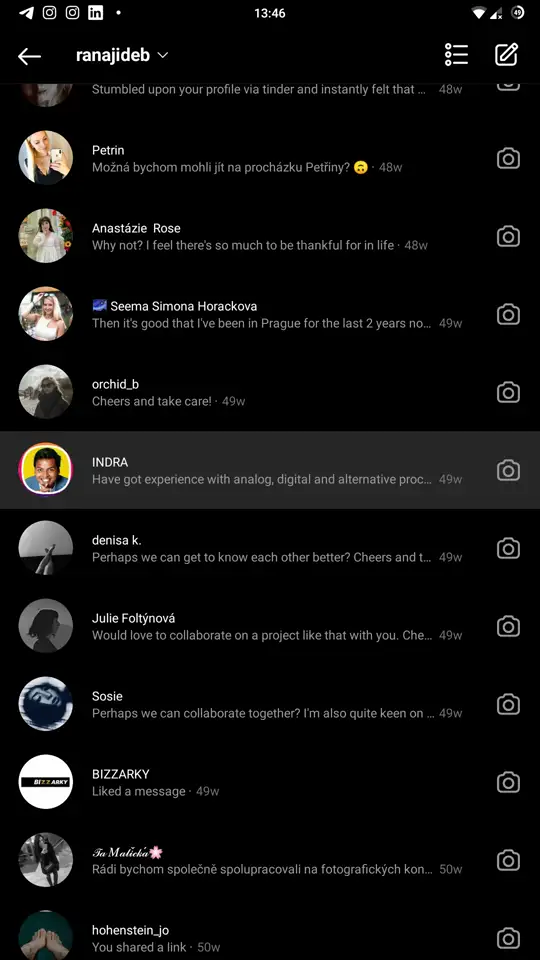 13:46
49
ranajideb
Stumbled upon your profile via tinder and instantly felt that … 48w
Petrin
Možná bychom mohli jít na procházku Petřiny? 🙃 · 48w
Anastázie Rose
Why not? I feel there's so much to be thankful for in life · 48w
🌌 Seema Simona Horackova
Then it's good that I've been in Prague for the last 2 years no… 49w
orchid_b
Cheers and take care! · 49w
INDRA
Have got experience with analog, digital and alternative proc… 49w
denisa k.
Perhaps we can get to know each other better? Cheers and t… 49w
Julie Foltýnová
Would love to collaborate on a project like that with you. Che… 49w
Sosie
Perhaps we can collaborate together? I'm also quite keen on … 49w
BIZZARKY
BIZZARKY
Liked a message · 49w
𝒯𝒶 ℳ𝒶𝓁𝒾𝒸̌𝓀𝒶́🌸
Rádi bychom společně spolupracovali na fotografických kon… 50w
hohenstein_jo
You shared a link · 50w